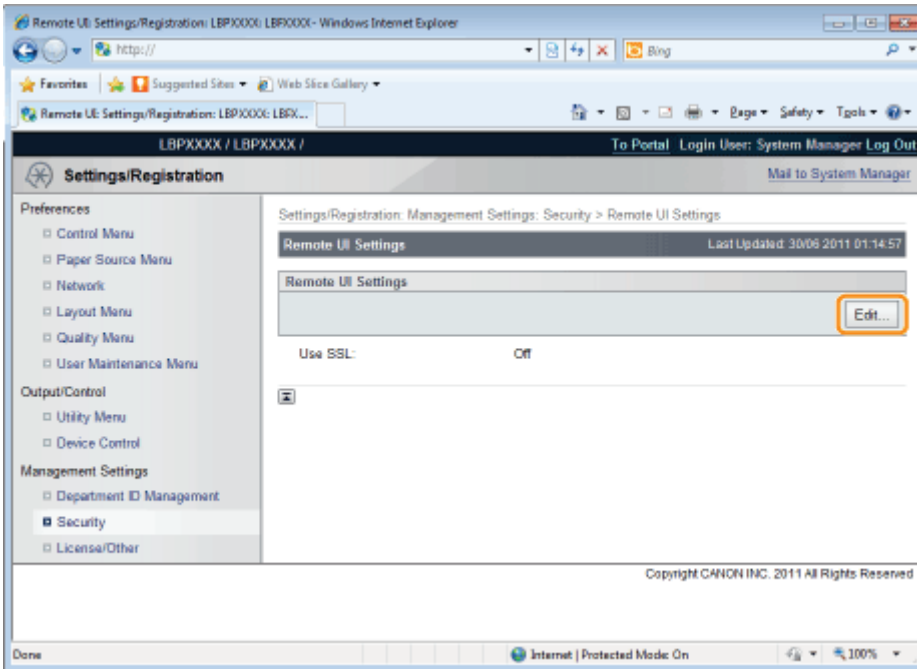 Remote UI: Settings/Registration: LBPXXXX: LBPXXXX - Windows Internet Explorer
http://
Bing
Favorites Suggested Sites Web Slice Gallery
Remote UI: Settings/Registration: LBPXXXX: LBPX...
Page Safety Tools
LBPXXXX / LBPXXXX / To Portal Login User: System Manager Log Out
Settings/Registration Mail to System Manager
Preferences
Control Menu
Paper Source Menu
Network
Layout Menu
Quality Menu
User Maintenance Menu
Output/Control
Utility Menu
Device Control
Management Settings
Department ID Management
Security
License/Other
Settings/Registration: Management Settings: Security > Remote UI Settings
Remote UI Settings Last Updated: 30/06 2011 01:14:57
Remote UI Settings
Edit...
Use SSL: Off
Copyright CANON INC. 2011 All Rights Reserved
Done Internet | Protected Mode: On 100%